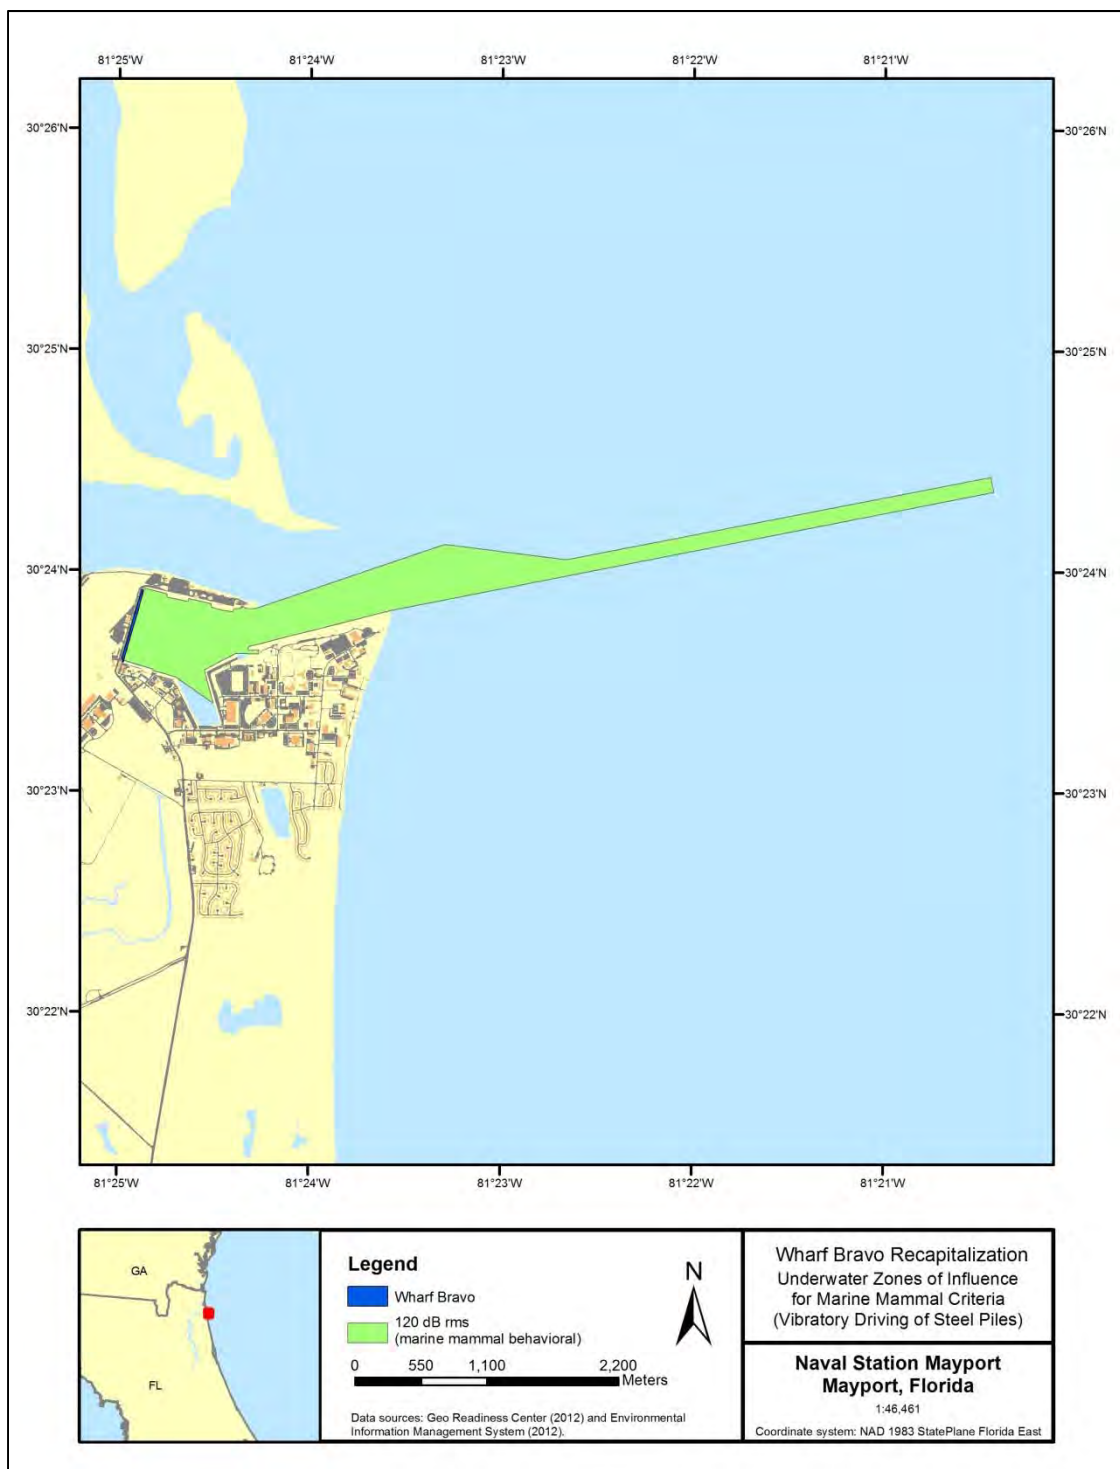 81°25'W 81°24'W 81°23'W 81°22'W 81°21'W
30°26'N 30°26'N
30°25'N 30°25'N
30°24'N 30°24'N
30°23'N 30°23'N
30°22'N 30°22'N
81°25'W 81°24'W 81°23'W 81°22'W 81°21'W
GA
FL
Legend
Wharf Bravo
120 dB rms
(marine mammal behavioral)
0 550 1,100 2,200
Meters
Data sources: Geo Readiness Center (2012) and Environmental
Information Management System (2012).
N
Wharf Bravo Recapitalization
Underwater Zones of Influence
for Marine Mammal Criteria
(Vibratory Driving of Steel Piles)
Naval Station Mayport
Mayport, Florida
1:46,461
Coordinate system: NAD 1983 StatePlane Florida East